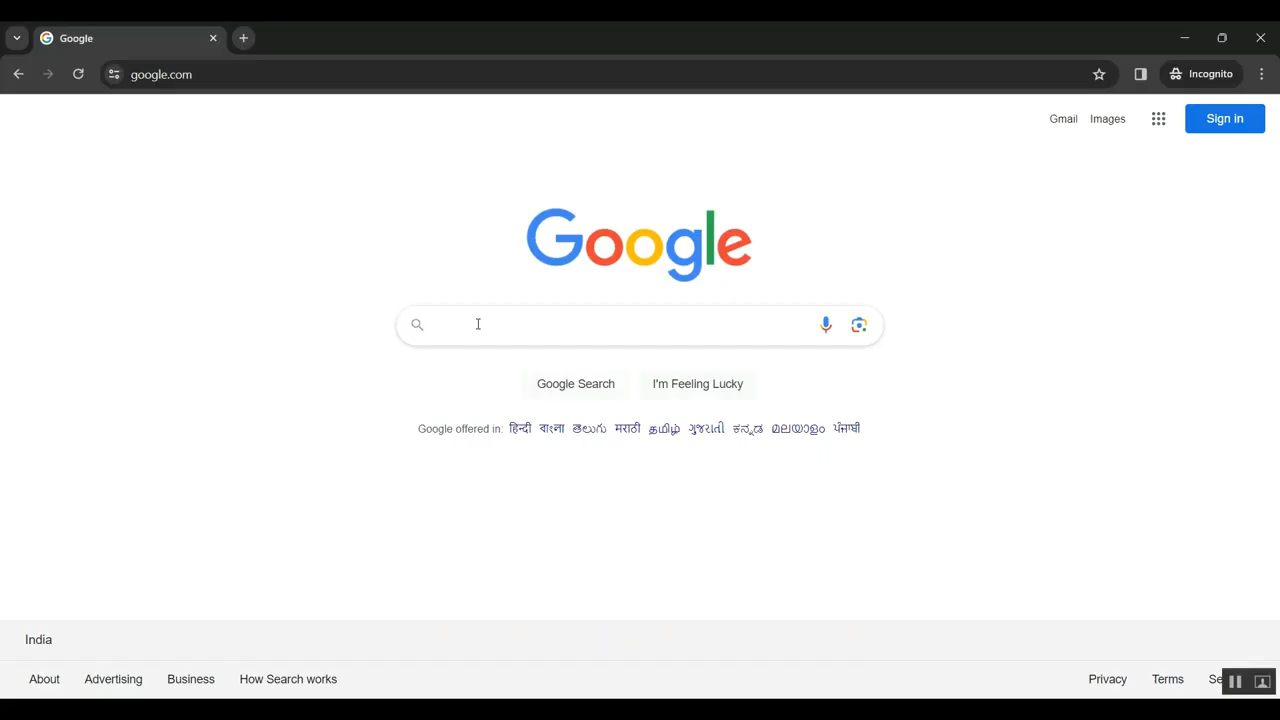 Google
google.com
Incognito
Gmail Images Sign in
Google
Google Search I'm Feeling Lucky
Google offered in: हिन्दी বাংলা తెలుగు मराठी தமிழ் ગુજરાતી ಕನ್ನಡ മലയാളം ਪੰਜਾਬੀ
India
About Advertising Business How Search works Privacy Terms Se